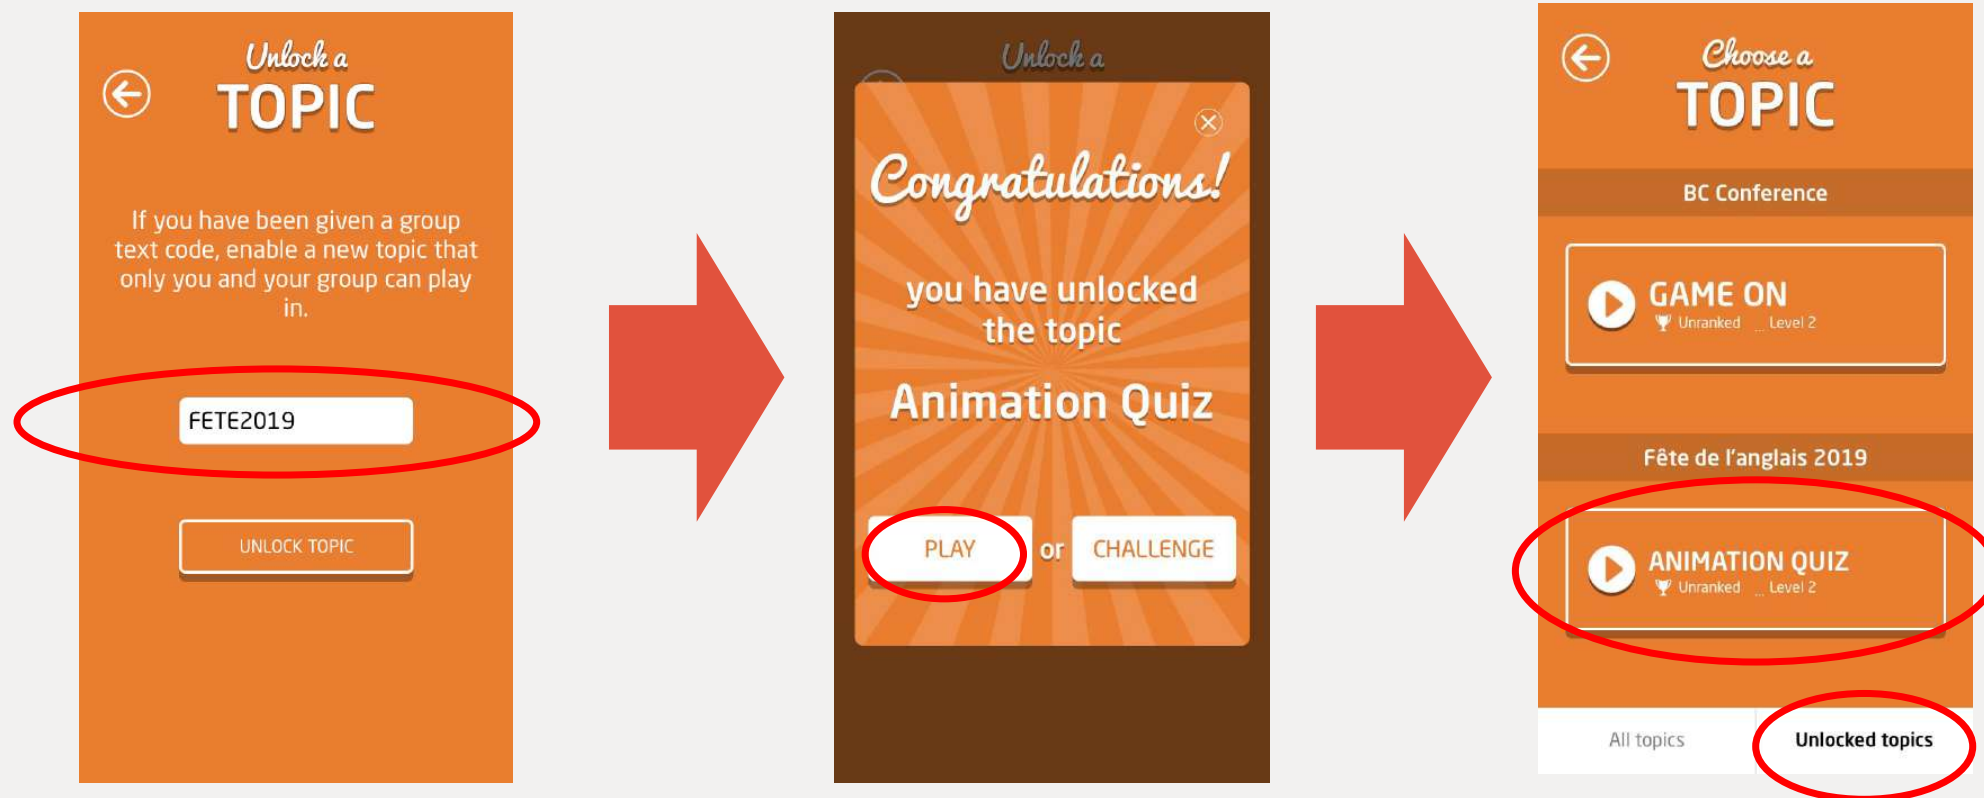 Unlock a
TOPIC
If you have been given a group
text code, enable a new topic that
only you and your group can play
in.
FETE2019
UNLOCK TOPIC
Unlock a
Congratulations!
you have unlocked
the topic
Animation Quiz
PLAY or CHALLENGE
Choose a
TOPIC
BC Conference
GAME ON
Unranked ... Level 2
Fête de l'anglais 2019
ANIMATION QUIZ
Unranked ... Level 2
All topics Unlocked topics